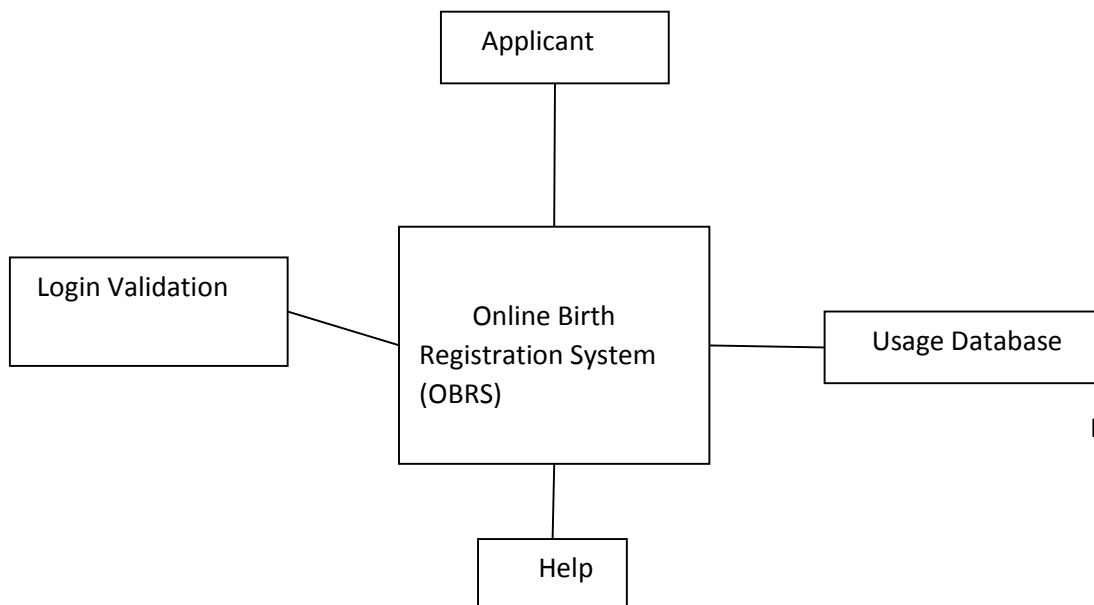 Applicant
Login Validation
Online Birth
Registration System
(OBRS)
Usage Database
Help